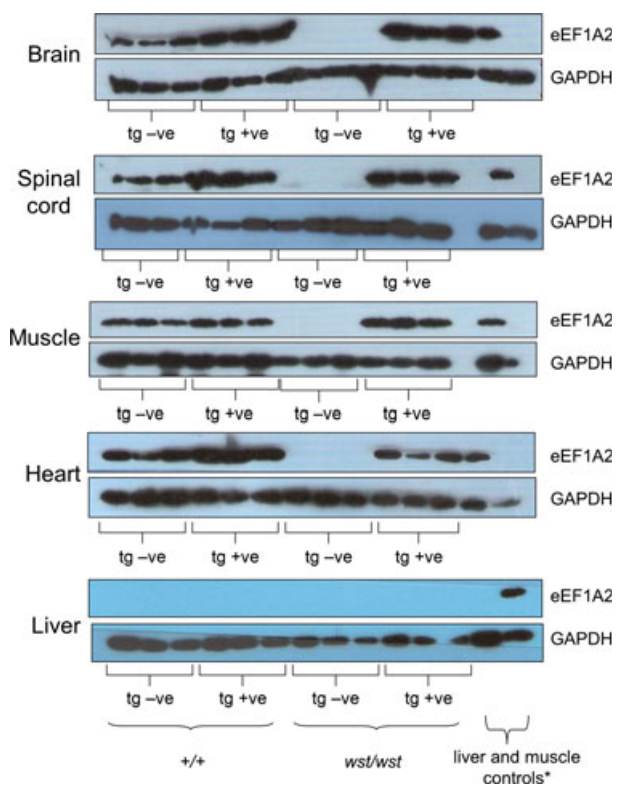 eEF1A2
Brain
GAPDH
tg –ve tg +ve tg –ve tg +ve
eEF1A2
Spinal
cord
GAPDH
tg –ve tg +ve tg –ve tg +ve
eEF1A2
Muscle
GAPDH
tg –ve tg +ve tg –ve tg +ve
eEF1A2
Heart
GAPDH
tg –ve tg +ve tg –ve tg +ve
eEF1A2
Liver
GAPDH
tg –ve tg +ve tg –ve tg +ve
+/+ wst/wst liver and muscle
controls*